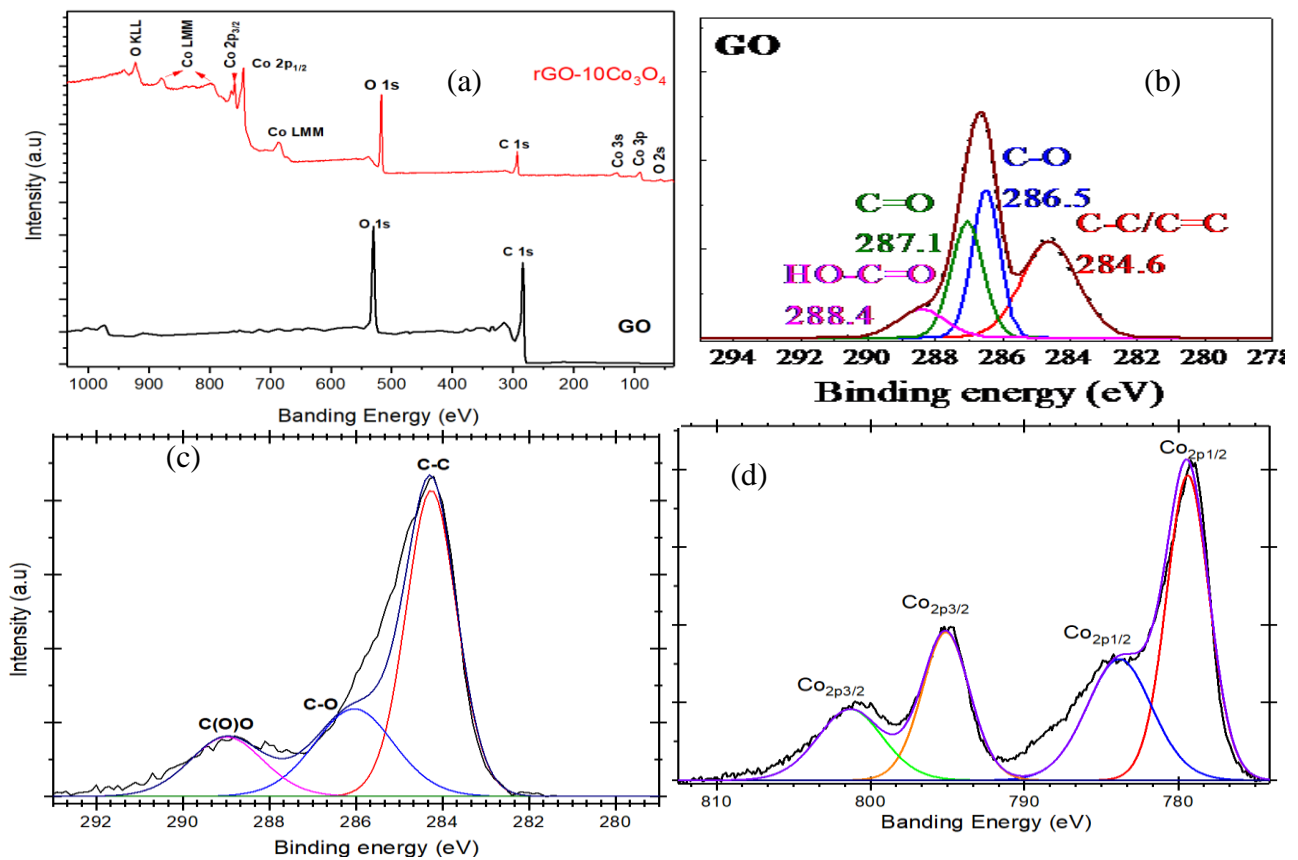 (a)
O KLL
Co LMM
Co 2p3/2
Co 2p1/2
rGO-10Co3O4
O 1s
Co LMM
C 1s
Co 3s
Co 3p
O 2s
O 1s
C 1s
GO
Intensity (a.u)
1000 900 800 700 600 500 400 300 200 100
Banding Energy (eV)
GO
(b)
C–O
286.5
C=O
287.1
C–C/C=C
284.6
HO–C=O
288.4
294 292 290 288 286 284 282 280 278
Binding energy (eV)
(c)
C-C
C-O
C(O)O
Intensity (a.u)
292 290 288 286 284 282 280
Binding energy (eV)
(d)
Co2p1/2
Co2p3/2
Co2p1/2
Co2p3/2
810 800 790 780
Banding Energy (eV)